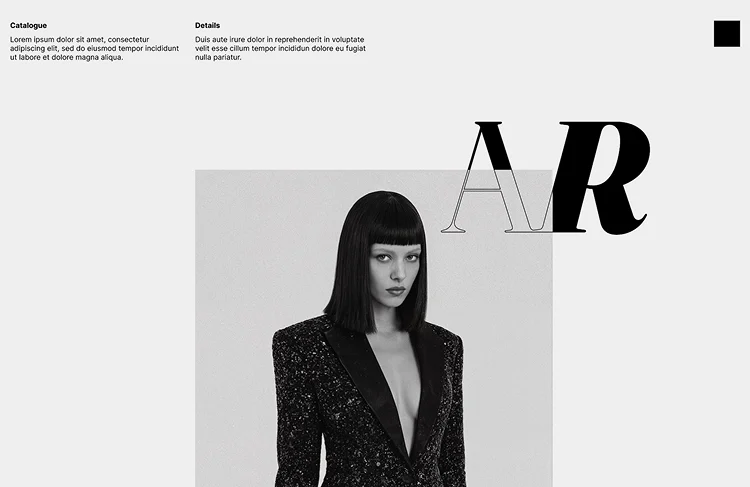 Catalogue
Lorem ipsum dolor sit amet, consectetur
adipiscing elit, sed do eiusmod tempor incididunt
ut labore et dolore magna aliqua.
Details
Duis aute irure dolor in reprehenderit in voluptate
velit esse cillum tempor incididun dolore eu fugiat
nulla pariatur.
AR